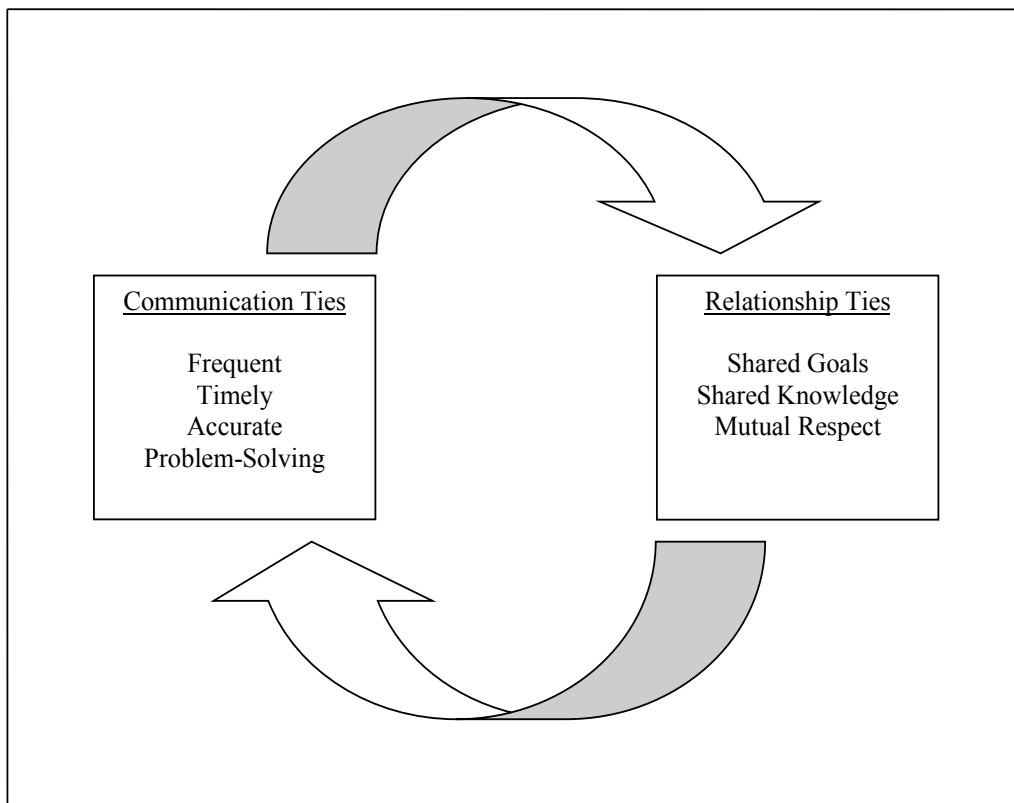 Communication Ties
Frequent
Timely
Accurate
Problem-Solving
Relationship Ties
Shared Goals
Shared Knowledge
Mutual Respect